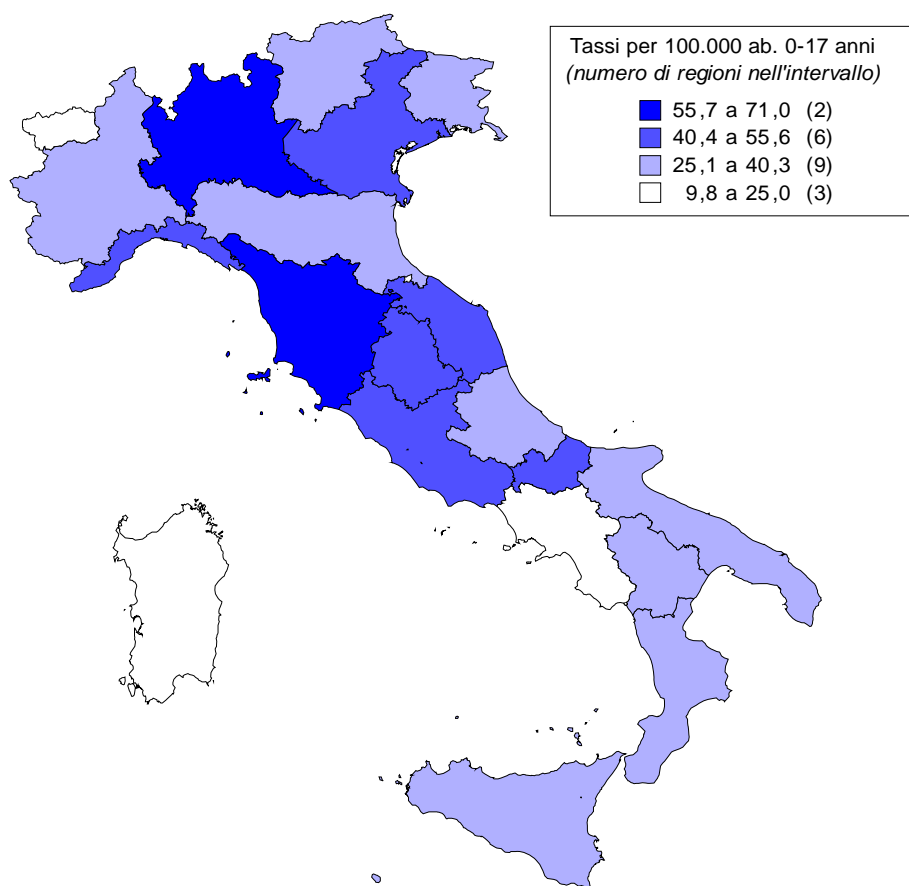 Tassi per 100.000 ab. 0-17 anni
(numero di regioni nell'intervallo)
55,7 a 71,0 (2)
40,4 a 55,6 (6)
25,1 a 40,3 (9)
9,8 a 25,0 (3)